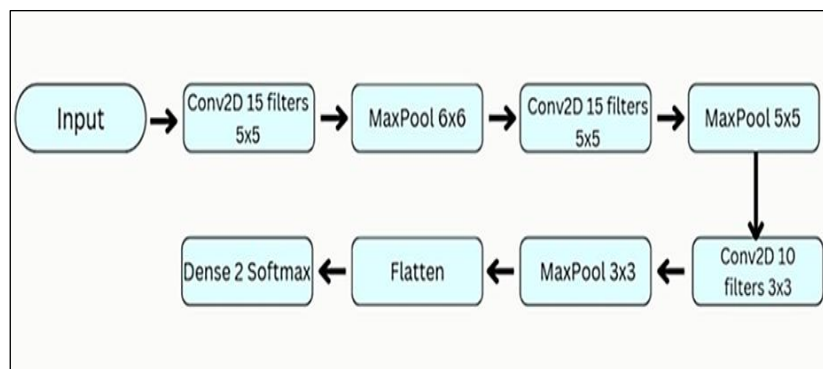 Input
Conv2D 15 filters
5x5
MaxPool 6x6
Conv2D 15 filters
5x5
MaxPool 5x5
Conv2D 10
filters 3x3
MaxPool 3x3
Flatten
Dense 2 Softmax